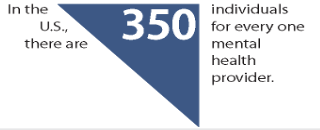 In the
U.S.,
there are
350
individuals
for every one
mental
health
provider.